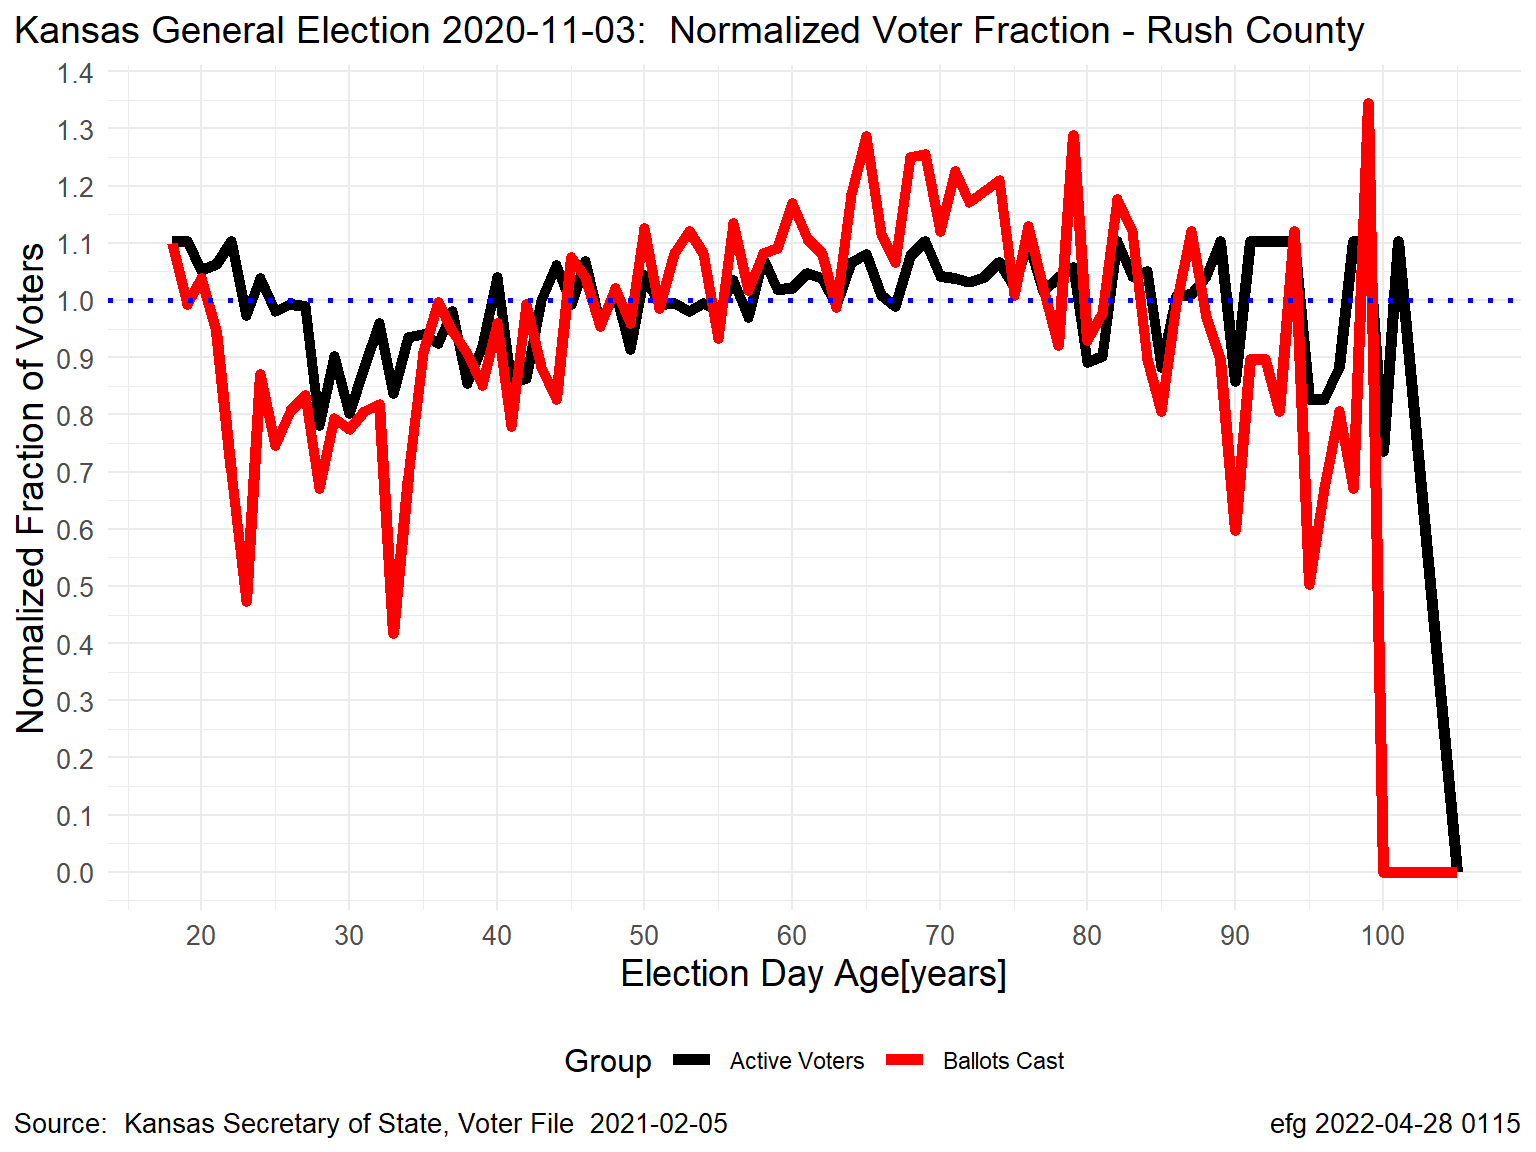 Kansas General Election 2020-11-03:  Normalized Voter Fraction - Rush County
Normalized Fraction of Voters
1.4
1.3
1.2
1.1
1.0
0.9
0.8
0.7
0.6
0.5
0.4
0.3
0.2
0.1
0.0
20 30 40 50 60 70 80 90 100
Election Day Age[years]
Group Active Voters Ballots Cast
Source:  Kansas Secretary of State, Voter File  2021-02-05
efg 2022-04-28 0115